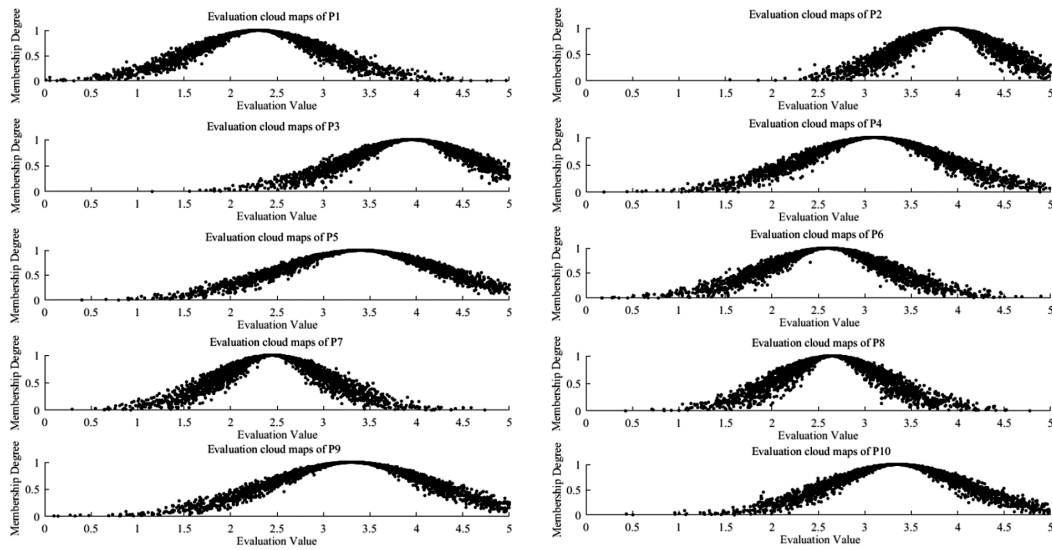 Evaluation cloud maps of P1
Membership Degree
1
0.5
0
0 0.5 1 1.5 2 2.5 3 3.5 4 4.5 5
Evaluation Value
Evaluation cloud maps of P2
Membership Degree
1
0.5
0
0 0.5 1 1.5 2 2.5 3 3.5 4 4.5 5
Evaluation Value
Evaluation cloud maps of P3
Membership Degree
1
0.5
0
0 0.5 1 1.5 2 2.5 3 3.5 4 4.5 5
Evaluation Value
Evaluation cloud maps of P4
Membership Degree
1
0.5
0
0 0.5 1 1.5 2 2.5 3 3.5 4 4.5 5
Evaluation Value
Evaluation cloud maps of P5
Membership Degree
1
0.5
0
0 0.5 1 1.5 2 2.5 3 3.5 4 4.5 5
Evaluation Value
Evaluation cloud maps of P6
Membership Degree
1
0.5
0
0 0.5 1 1.5 2 2.5 3 3.5 4 4.5 5
Evaluation Value
Evaluation cloud maps of P7
Membership Degree
1
0.5
0
0 0.5 1 1.5 2 2.5 3 3.5 4 4.5 5
Evaluation Value
Evaluation cloud maps of P8
Membership Degree
1
0.5
0
0 0.5 1 1.5 2 2.5 3 3.5 4 4.5 5
Evaluation Value
Evaluation cloud maps of P9
Membership Degree
1
0.5
0
0 0.5 1 1.5 2 2.5 3 3.5 4 4.5 5
Evaluation Value
Evaluation cloud maps of P10
Membership Degree
1
0.5
0
0 0.5 1 1.5 2 2.5 3 3.5 4 4.5 5
Evaluation Value